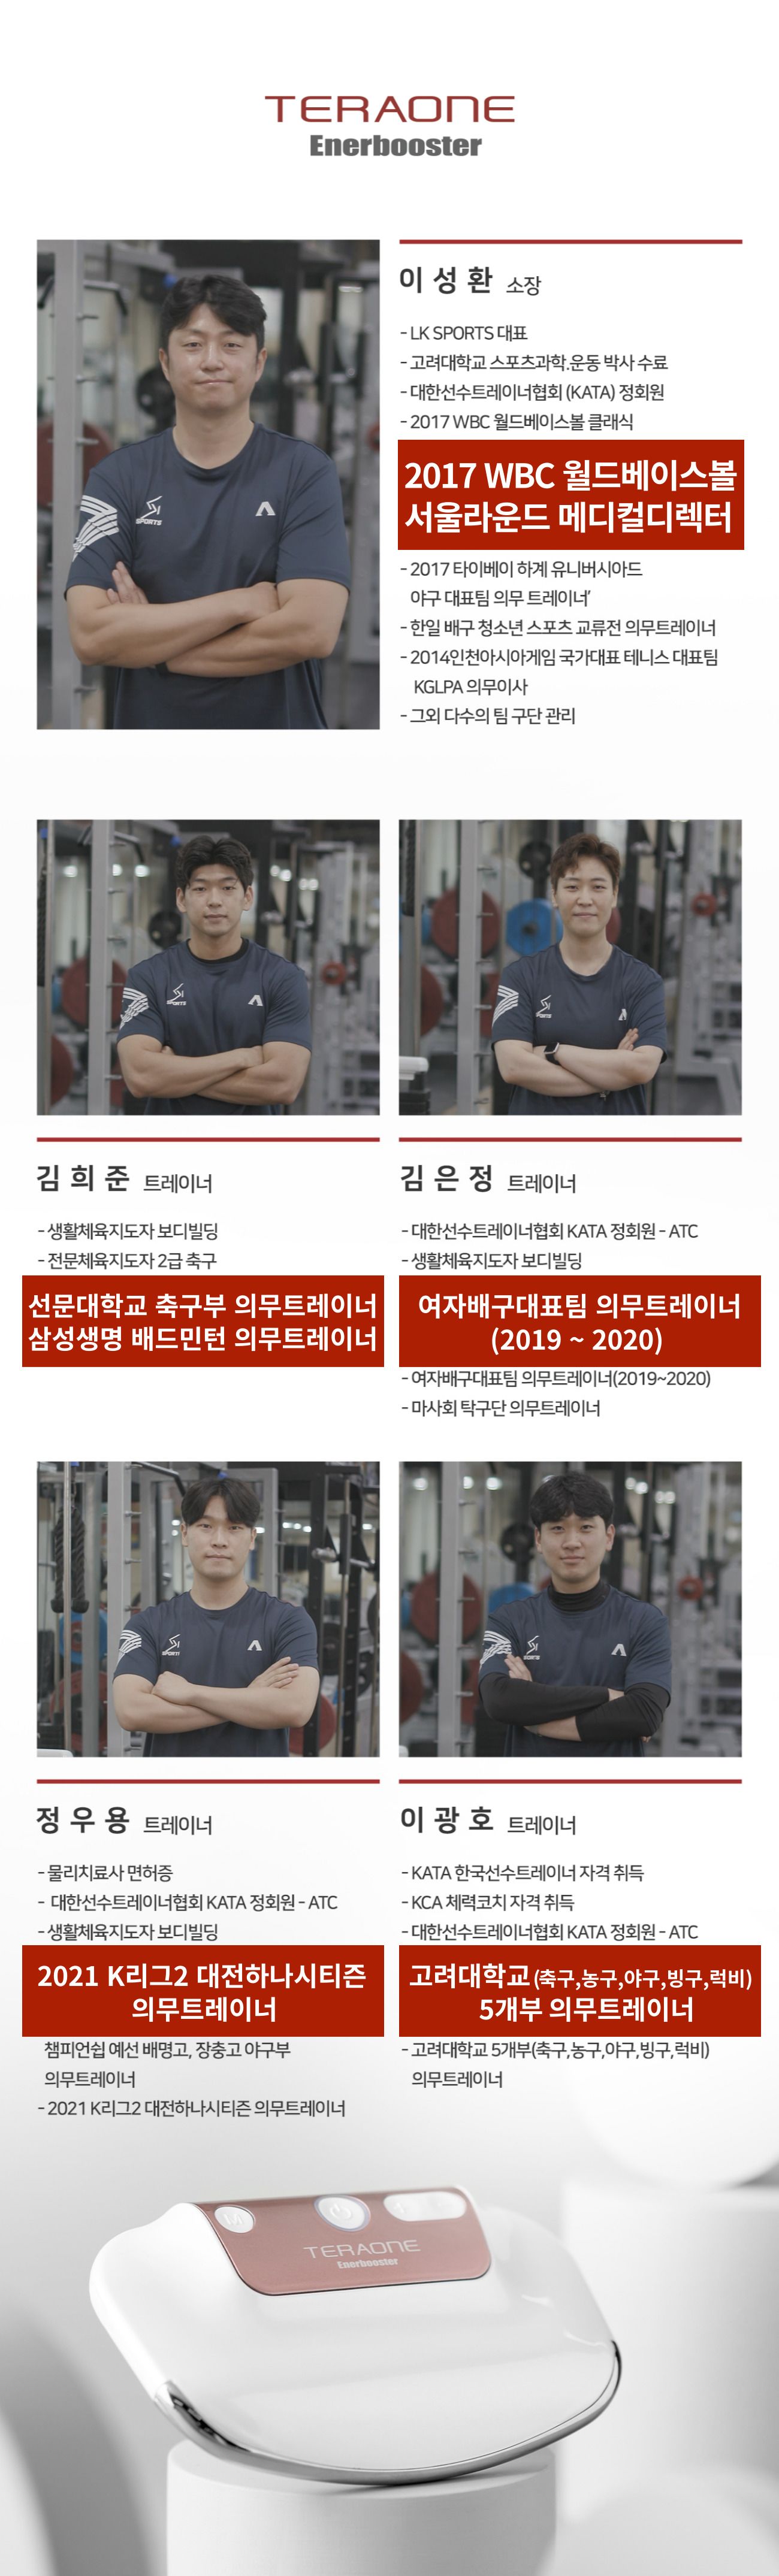 TERAONE
Enerbooster
이성환 소장
- LK SPORTS 대표
- 고려대학교 스포츠과학.운동 박사 수료
- 대한선수트레이너협회 (KATA) 정회원
- 2017 WBC 월드베이스볼 클래식
2017 WBC 월드베이스볼
서울라운드 메디컬디렉터
- 2017 타이베이 하계 유니버시아드
야구 대표팀 의무 트레이너'
- 한일 배구 청소년 스포츠 교류전 의무트레이너
- 2014인천아시아게임 국가대표 테니스 대표팀
KGLPA 의무이사
- 그외 다수의 팀 구단 관리
SPORTS
SPORTS
SPORTS
김희준 트레이너
- 생활체육지도자 보디빌딩
- 전문체육지도자 2급 축구
선문대학교 축구부 의무트레이너
삼성생명 배드민턴 의무트레이너
김은정 트레이너
- 대한선수트레이너협회 KATA 정회원 - ATC
- 생활체육지도자 보디빌딩
여자배구대표팀 의무트레이너
(2019 ~ 2020)
- 여자배구대표팀 의무트레이너(2019~2020)
- 마사회 탁구단 의무트레이너
SPORTS
SPORTS
정우용 트레이너
- 물리치료사 면허증
- 대한선수트레이너협회 KATA 정회원 - ATC
- 생활체육지도자 보디빌딩
2021 K리그2 대전하나시티즌
의무트레이너
챔피언쉽 예선 배명고, 장충고 야구부
의무트레이너
- 2021 K리그2 대전하나시티즌 의무트레이너
이광호 트레이너
- KATA 한국선수트레이너 자격 취득
- KCA 체력코치 자격 취득
- 대한선수트레이너협회 KATA 정회원 - ATC
고려대학교(축구,농구,야구,빙구,럭비)
5개부 의무트레이너
- 고려대학교 5개부(축구,농구,야구,빙구,럭비)
의무트레이너
M
TERAONE
Enerbooster